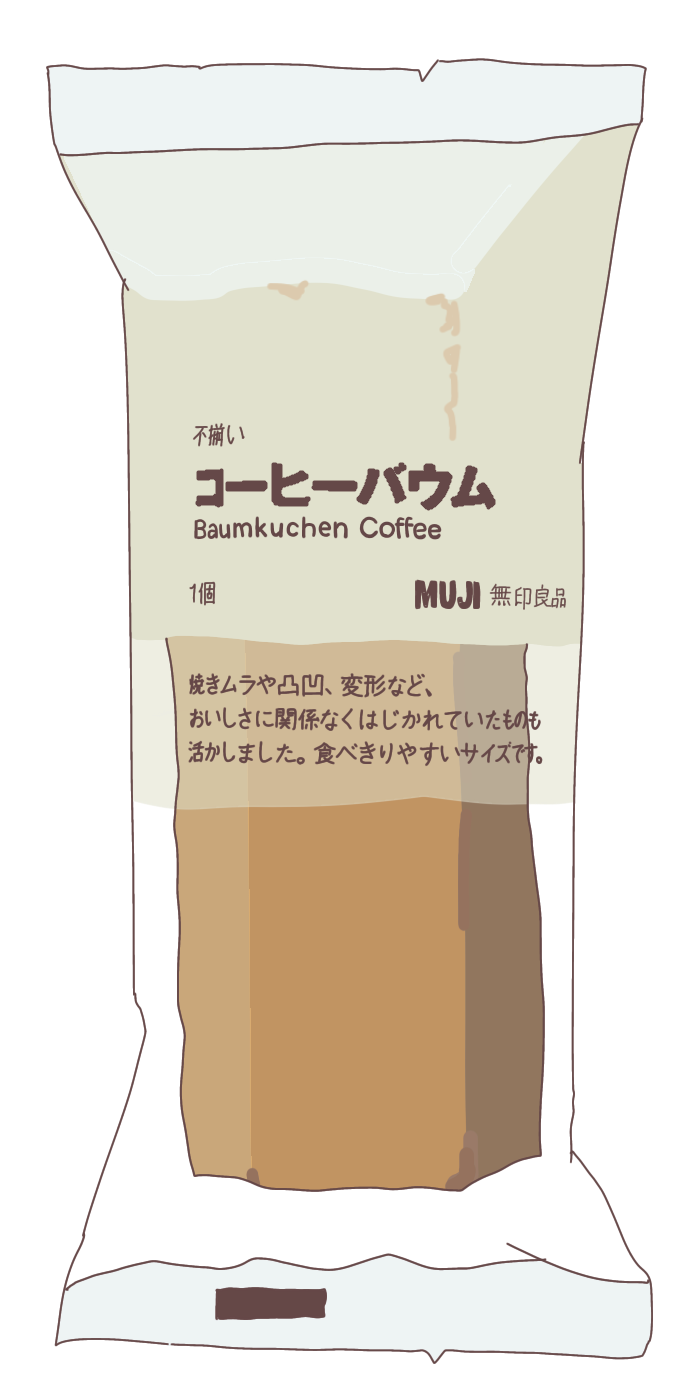 不揃い
コーヒーバウム
Baumkuchen Coffee
1個
MUJI 無印良品
焼きムラや凸凹、変形など、
おいしさに関係なくはじかれていたものも
活かしました。食べきりやすいサイズです。